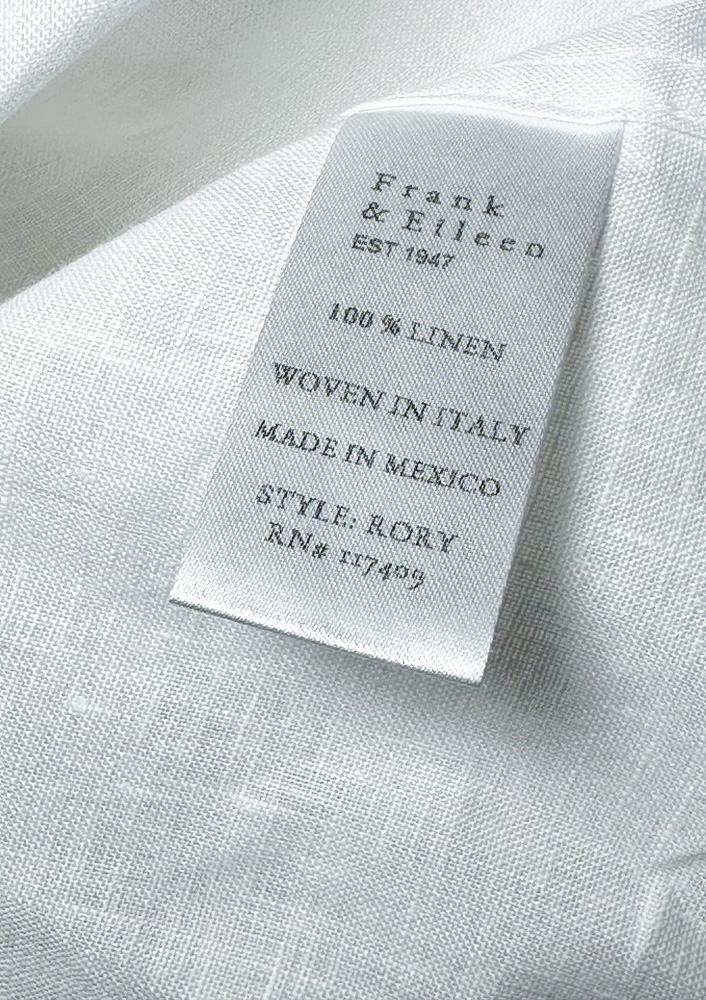 Frank
& Eileen
EST 1947
100 % LINEN
WOVEN IN ITALY
MADE IN MEXICO
STYLE: RORY
RN# 117409